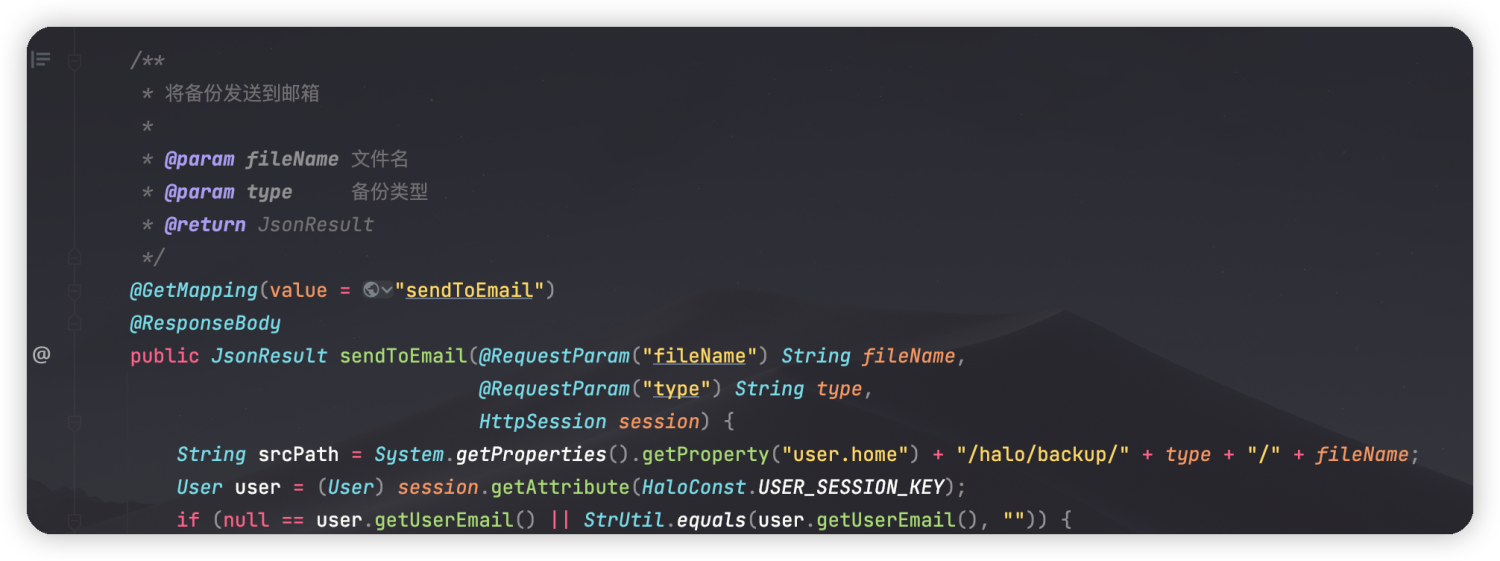 /**
* 将备份发送到邮箱
*
* @param fileName 文件名
* @param type 备份类型
* @return JsonResult
*/
@GetMapping(value = "sendToEmail")
@ResponseBody
@ public JsonResult sendToEmail(@RequestParam("fileName") String fileName,
@RequestParam("type") String type,
HttpSession session) {
String srcPath = System.getProperties().getProperty("user.home") + "/halo/backup/" + type + "/" + fileName;
User user = (User) session.getAttribute(HaloConst.USER_SESSION_KEY);
if (null == user.getUserEmail() || StrUtil.equals(user.getUserEmail(), "")) {